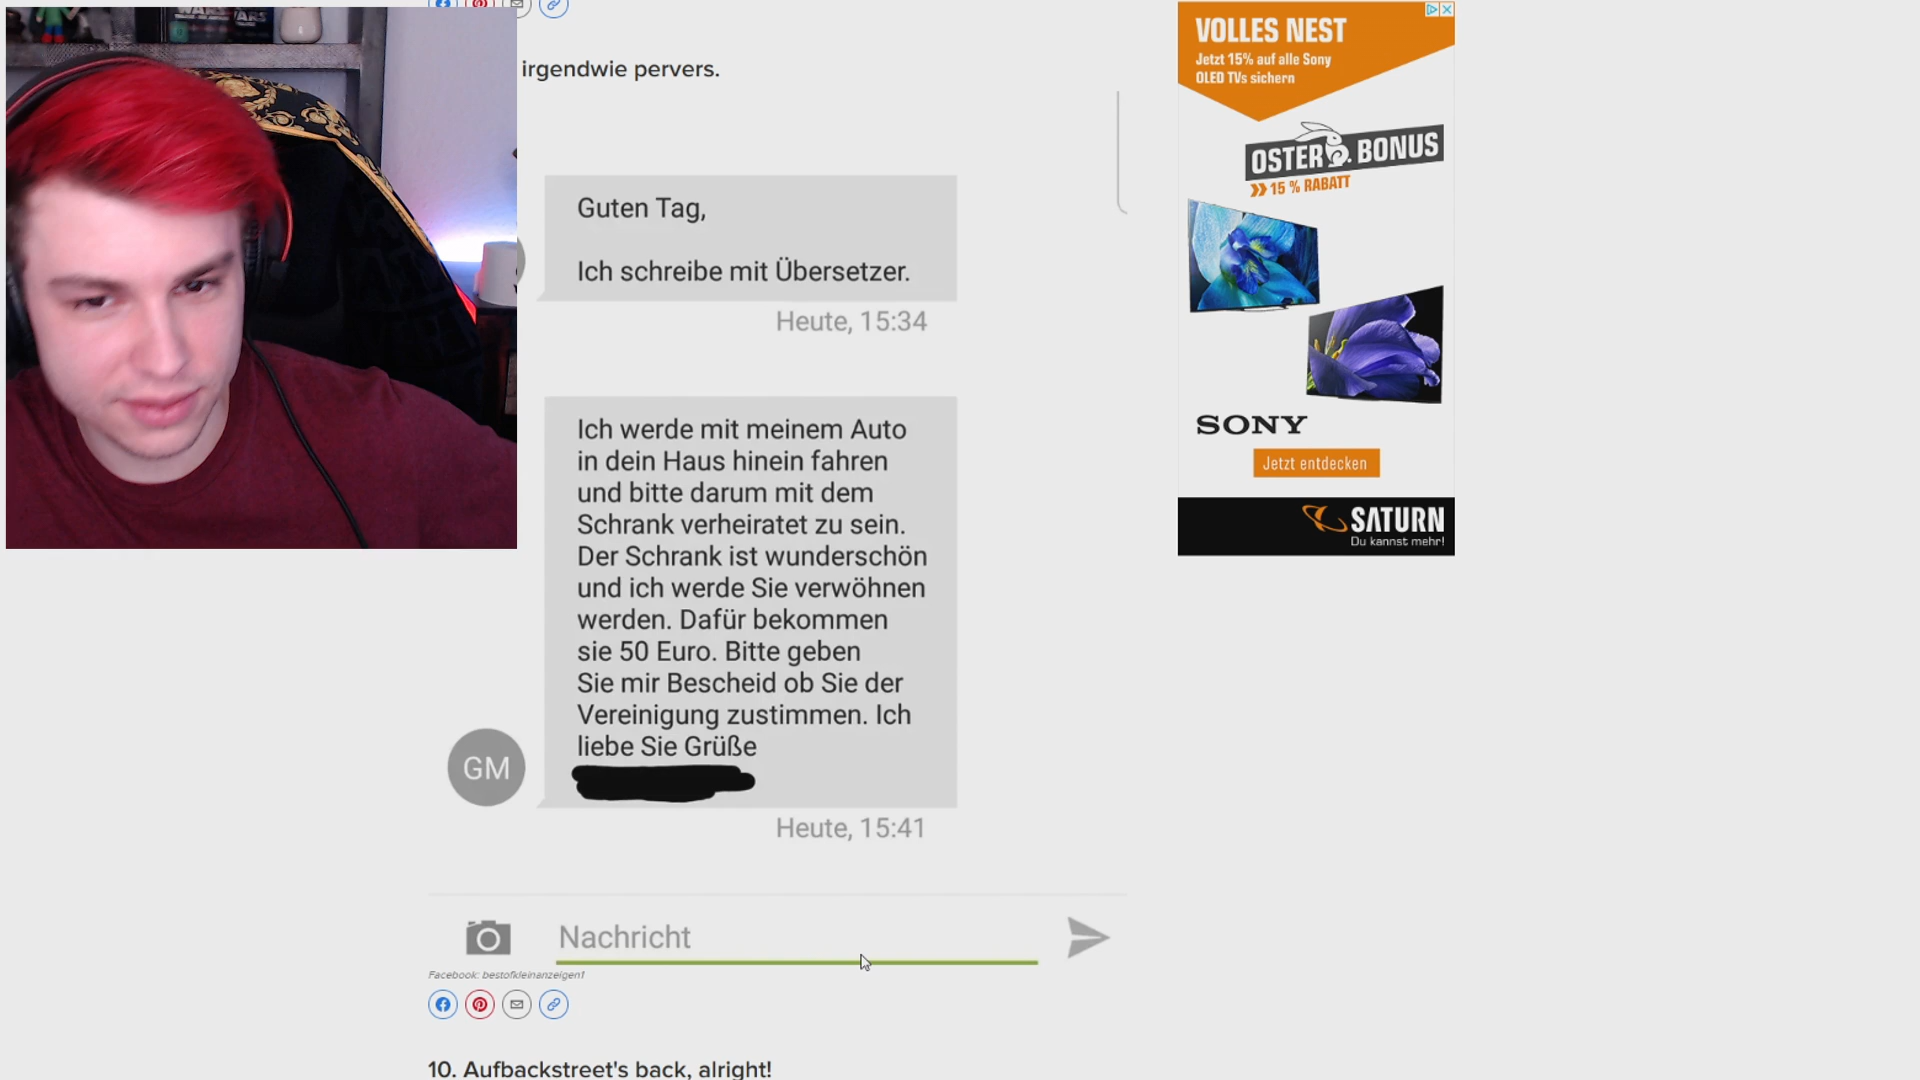 WARS
irgendwie pervers.
Guten Tag,
Ich schreibe mit Übersetzer.
Heute, 15:34
Ich werde mit meinem Auto
in dein Haus hinein fahren
und bitte darum mit dem
Schrank verheiratet zu sein.
Der Schrank ist wunderschön
und ich werde Sie verwöhnen
werden. Dafür bekommen
sie 50 Euro. Bitte geben
Sie mir Bescheid ob Sie der
Vereinigung zustimmen. Ich
liebe Sie Grüße
GM
Heute, 15:41
Nachricht
Facebook: bestofkleinanzeigen1
10. Aufbackstreet's back, alright!
VOLLES NEST
Jetzt 15% auf alle Sony
OLED TVs sichern
OSTER BONUS
15 % RABATT
SONY
Jetzt entdecken
SATURN
Du kannst mehr!